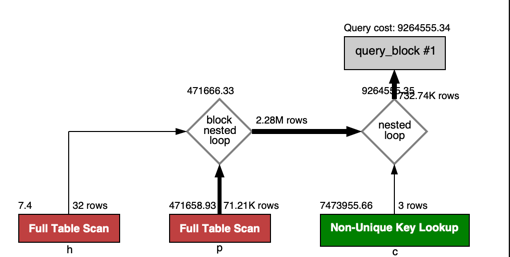 Query cost: 9264555.34
query_block #1
471666.33
9264555.35
732.74K rows
block
nested
loop
2.28M rows
nested
loop
7.4
32 rows
471658.93
71.21K rows
7473955.66
3 rows
Full Table Scan
Full Table Scan
Non-Unique Key Lookup
h
p
c